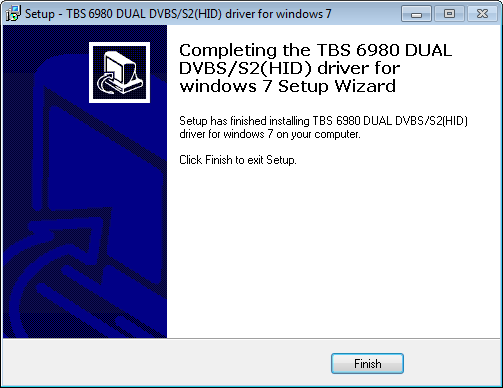 Setup - TBS 6980 DUAL DVBS/S2(HID) driver for windows 7
Completing the TBS 6980 DUAL
DVBS/S2(HID) driver for
windows 7 Setup Wizard
Setup has finished installing TBS 6980 DUAL DVBS/S2(HID)
driver for windows 7 on your computer.
Click Finish to exit Setup.
Finish